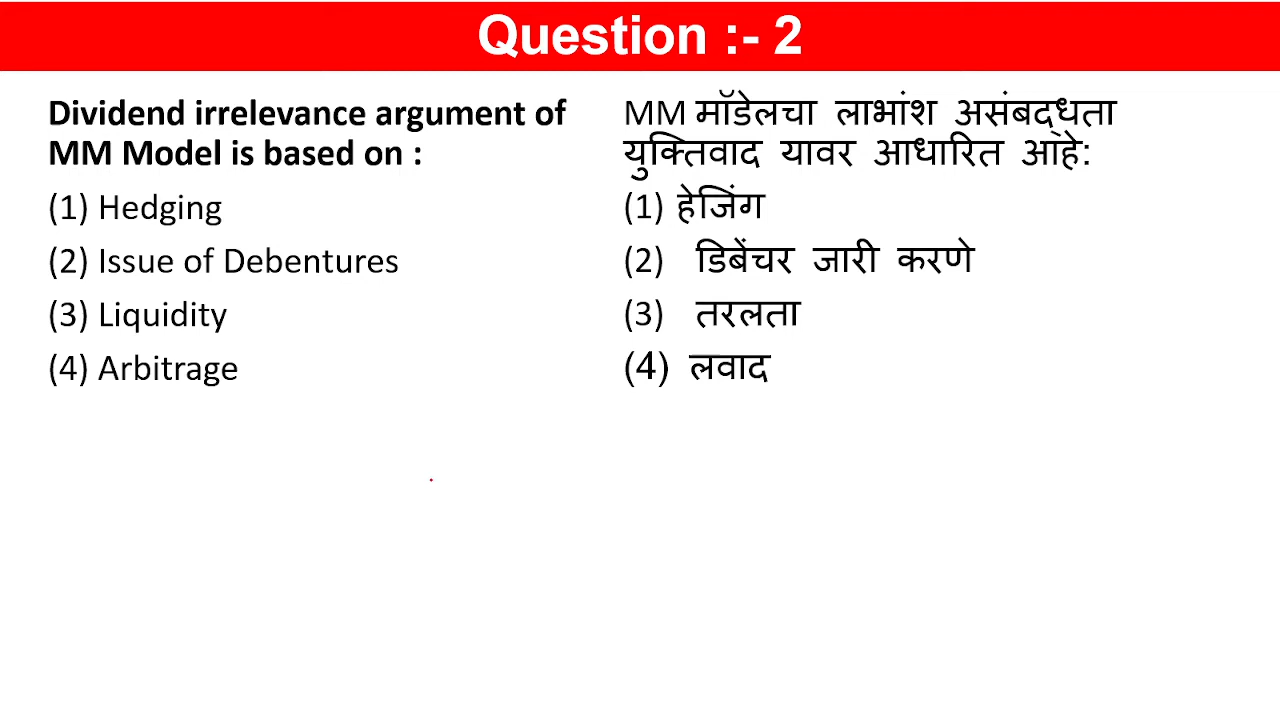 Question :- 2
Dividend irrelevance argument of
MM Model is based on :
(1) Hedging
(2) Issue of Debentures
(3) Liquidity
(4) Arbitrage
MM मॉडेलचा लाभांश असंबद्धता
युक्तिवाद यावर आधारित आहे:
(1) हेजिंग
(2) डिबेंचर जारी करणे
(3) तरलता
(4) लवाद